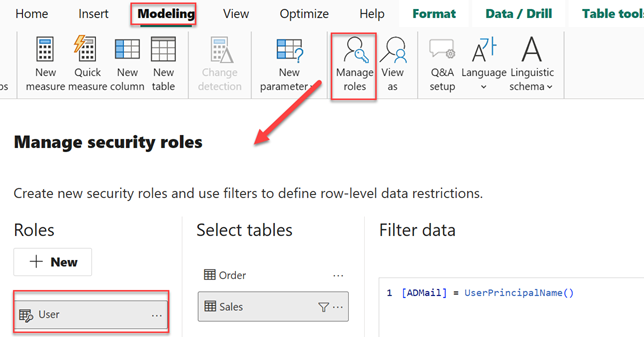 Home Insert Modeling View Optimize Help Format Data / Drill Table tools
New measure Quick measure New column New table Change detection New parameter Manage roles View as Q&A setup Language Linguistic schema
Manage security roles
Create new security roles and use filters to define row-level data restrictions.
Roles Select tables Filter data
+ New
Order ...
1 [ADMail] = UserPrincipalName()
Sales ...
User ...